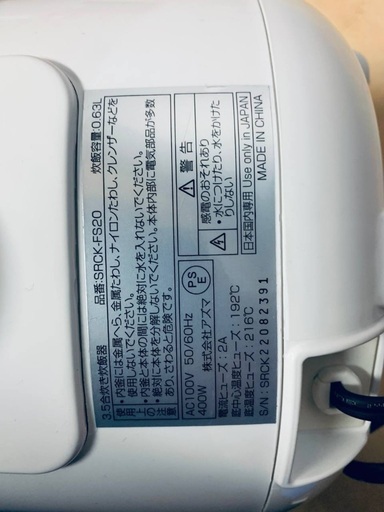 3.5合炊き炊飯器
品番:SRCK-FS20 炊飯容量:0.63L
・内釜には金属へら、金属たわし、ナイロンたわし、クレンザーなどを
使用しないでください。
・内釜と本体の間には絶対に水を入れないでください。
・絶対に本体を分解しないでください。本体内部に電気部品が多数
あり、さわると危険です。
AC100V 50/60Hz
400W
株式会社アズマ
PS
E
警告
感電のおそれあり
・水につけたり、水をかけた
りしない
電流ヒューズ:2A
底中心温度ヒューズ:192℃
底温度ヒューズ:216℃
日本国内専用 Use only in JAPAN
S/N: SRCK22082391
MADE IN CHINA